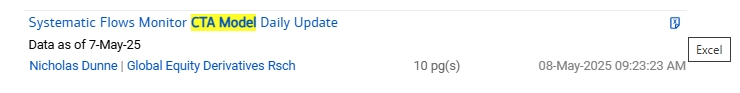 Systematic Flows Monitor CTA Model Daily Update
Data as of 7-May-25
Excel
Nicholas Dunne | Global Equity Derivatives Rsch 10 pg(s) 08-May-2025 09:23:23 AM